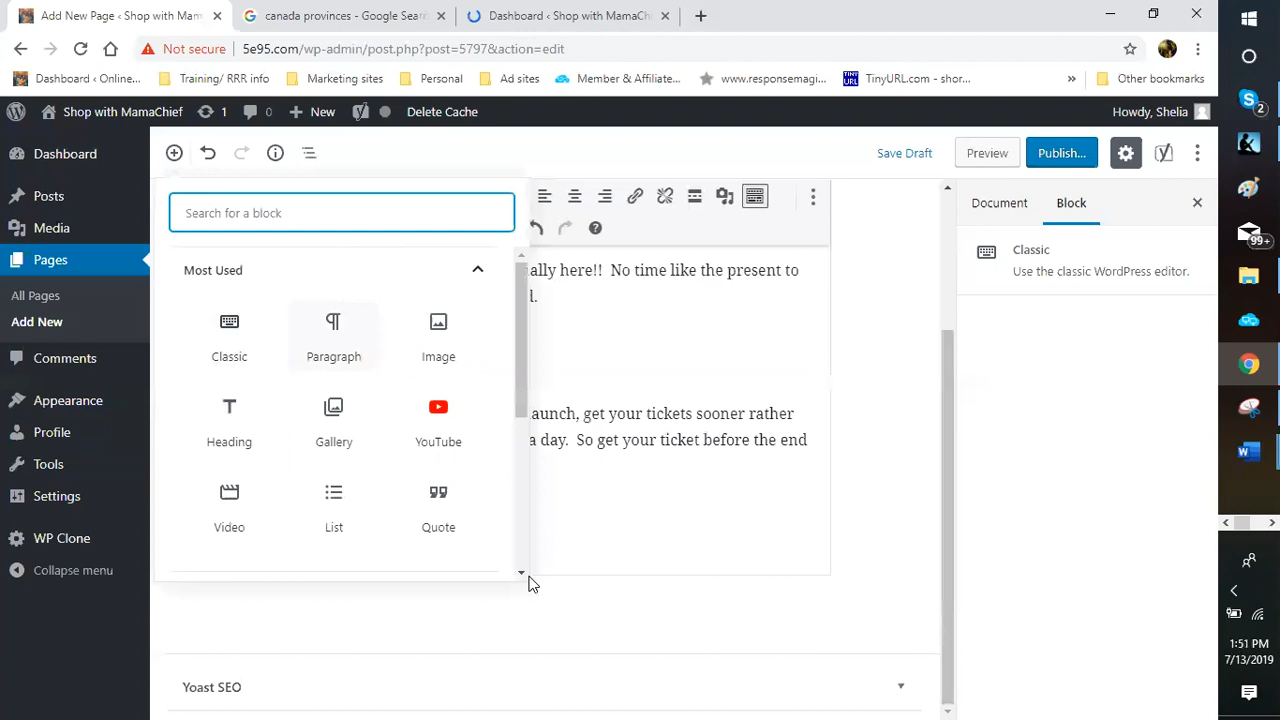 Add New Page ‹ Shop with MamaC
canada provinces - Google Sear
Dashboard ‹ Shop with MamaChie
Not secure 5e95.com/wp-admin/post.php?post=5797&action=edit
Dashboard ‹ Online...
Training/ RRR info
Marketing sites
Personal
Ad sites
Member & Affiliate...
www.responsemagi...
TinyURL.com - shor...
»
Other bookmarks
Shop with MamaChief 1 0 + New Delete Cache Howdy, Shelia
Dashboard
Posts
Media
Pages
All Pages
Add New
Comments
Appearance
Profile
Tools
Settings
WP Clone
Collapse menu
Save Draft Preview Publish...
Search for a block
Most Used
Classic Paragraph Image
Heading Gallery YouTube
Video List Quote
ally here!! No time like the present to
d.
aunch, get your tickets sooner rather
a day. So get your ticket before the end
Yoast SEO
Document Block
Classic
Use the classic WordPress editor.
2
99+
1:51 PM
7/13/2019